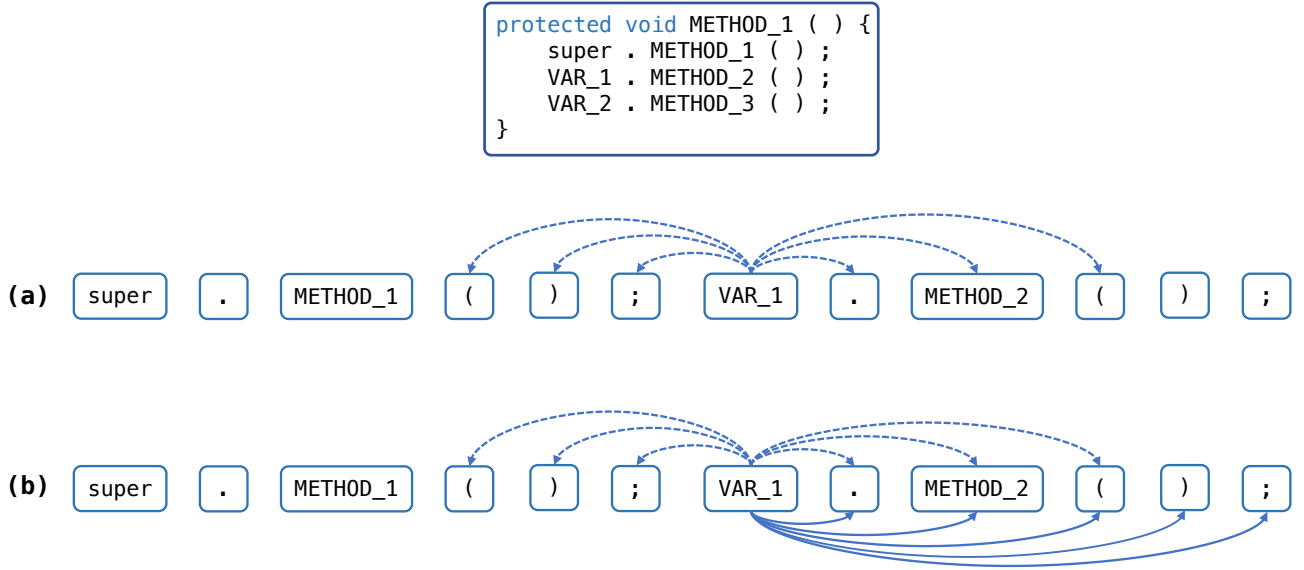 protected void METHOD_1 ( ) {
super . METHOD_1 ( ) ;
VAR_1 . METHOD_2 ( ) ;
VAR_2 . METHOD_3 ( ) ;
}
(a) super . METHOD_1 ( ) ; VAR_1 . METHOD_2 ( ) ;
(b) super . METHOD_1 ( ) ; VAR_1 . METHOD_2 ( ) ;